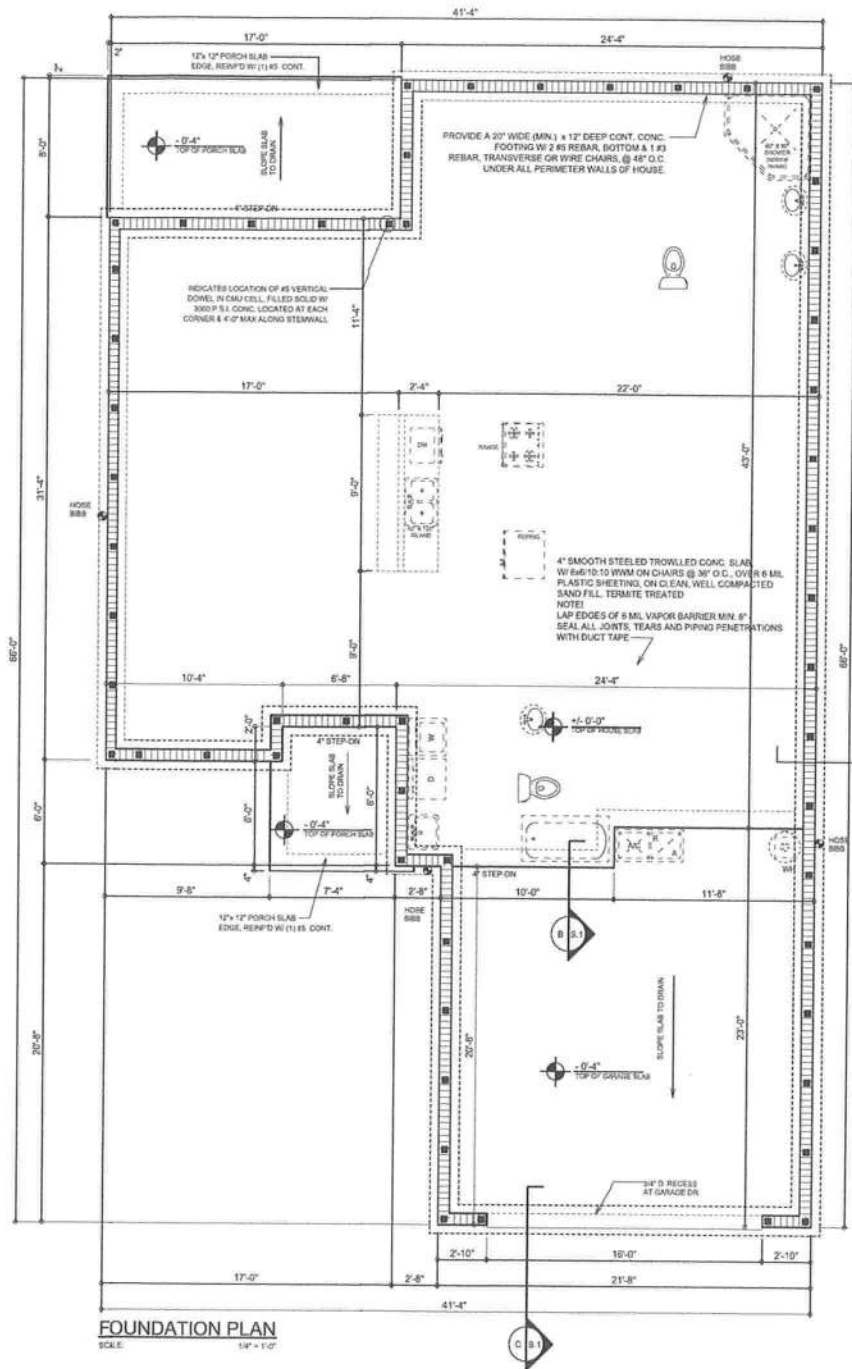 41'-4"
17'-0"
24'-4"
12"x 12" PORCH SLAB
EDGE, REINF'D W/ (1) #5 CONT.
HOSE
BIBB
8'-0"
- 0'-4"
TOP OF PORCH SLAB
SLOPE SLAB
TO DRAIN
PROVIDE A 20" WIDE (MIN.) x 12" DEEP CONT. CONC.
FOOTING W/ 2 #5 REBAR, BOTTOM & 1 #3
REBAR, TRANSVERSE OR WIRE CHAIRS, @ 48" O.C.
UNDER ALL PERIMETER WALLS OF HOUSE.
SHOWER
4" STEP-DN
INDICATES LOCATION OF #5 VERTICAL
DOWEL IN CMU CELL, FILLED SOLID W/
3000 P.S.I. CONC. LOCATED AT EACH
CORNER & 4'-0" MAX ALONG STEMWALL
11'-4"
17'-0"
2'-4"
22'-0"
DW
RANGE
43'-0"
31'-4"
9'-0"
HOSE
BIBB
ISLAND
REFRIG.
4" SMOOTH STEELED TROWLLED CONC. SLAB
W/ 6x6/10:10 WWM ON CHAIRS @ 36" O.C., OVER 6 MIL
PLASTIC SHEETING, ON CLEAN, WELL COMPACTED
SAND FILL, TERMITE TREATED
NOTE!
LAP EDGES OF 6 MIL VAPOR BARRIER MIN. 6"
SEAL ALL JOINTS, TEARS AND PIPING PENETRATIONS
WITH DUCT TAPE
66'-0"
66'-0"
9'-0"
10'-4"
6'-8"
24'-4"
2'-0"
4" STEP-DN
W
+/- 0'-0"
TOP OF HOUSE SLAB
D
SLOPE SLAB
TO DRAIN
6'-0"
6'-0"
6'-0"
- 0'-4"
TOP OF PORCH SLAB
WH
HOSE
BIBB
4"
4"
4" STEP-DN
9'-8"
7'-4"
2'-8"
10'-0"
11'-8"
12"x 12" PORCH SLAB
EDGE, REINF'D W/ (1) #5 CONT.
HOSE
BIBB
B S.1
20'-8"
20'-8"
SLOPE SLAB TO DRAIN
23'-0"
- 0'-4"
TOP OF GARAGE SLAB
3/4" D. RECESS
AT GARAGE DR.
2'-10"
16'-0"
2'-10"
17'-0"
2'-8"
21'-8"
41'-4"
FOUNDATION PLAN
SCALE: 1/4" = 1'-0"
C S.1